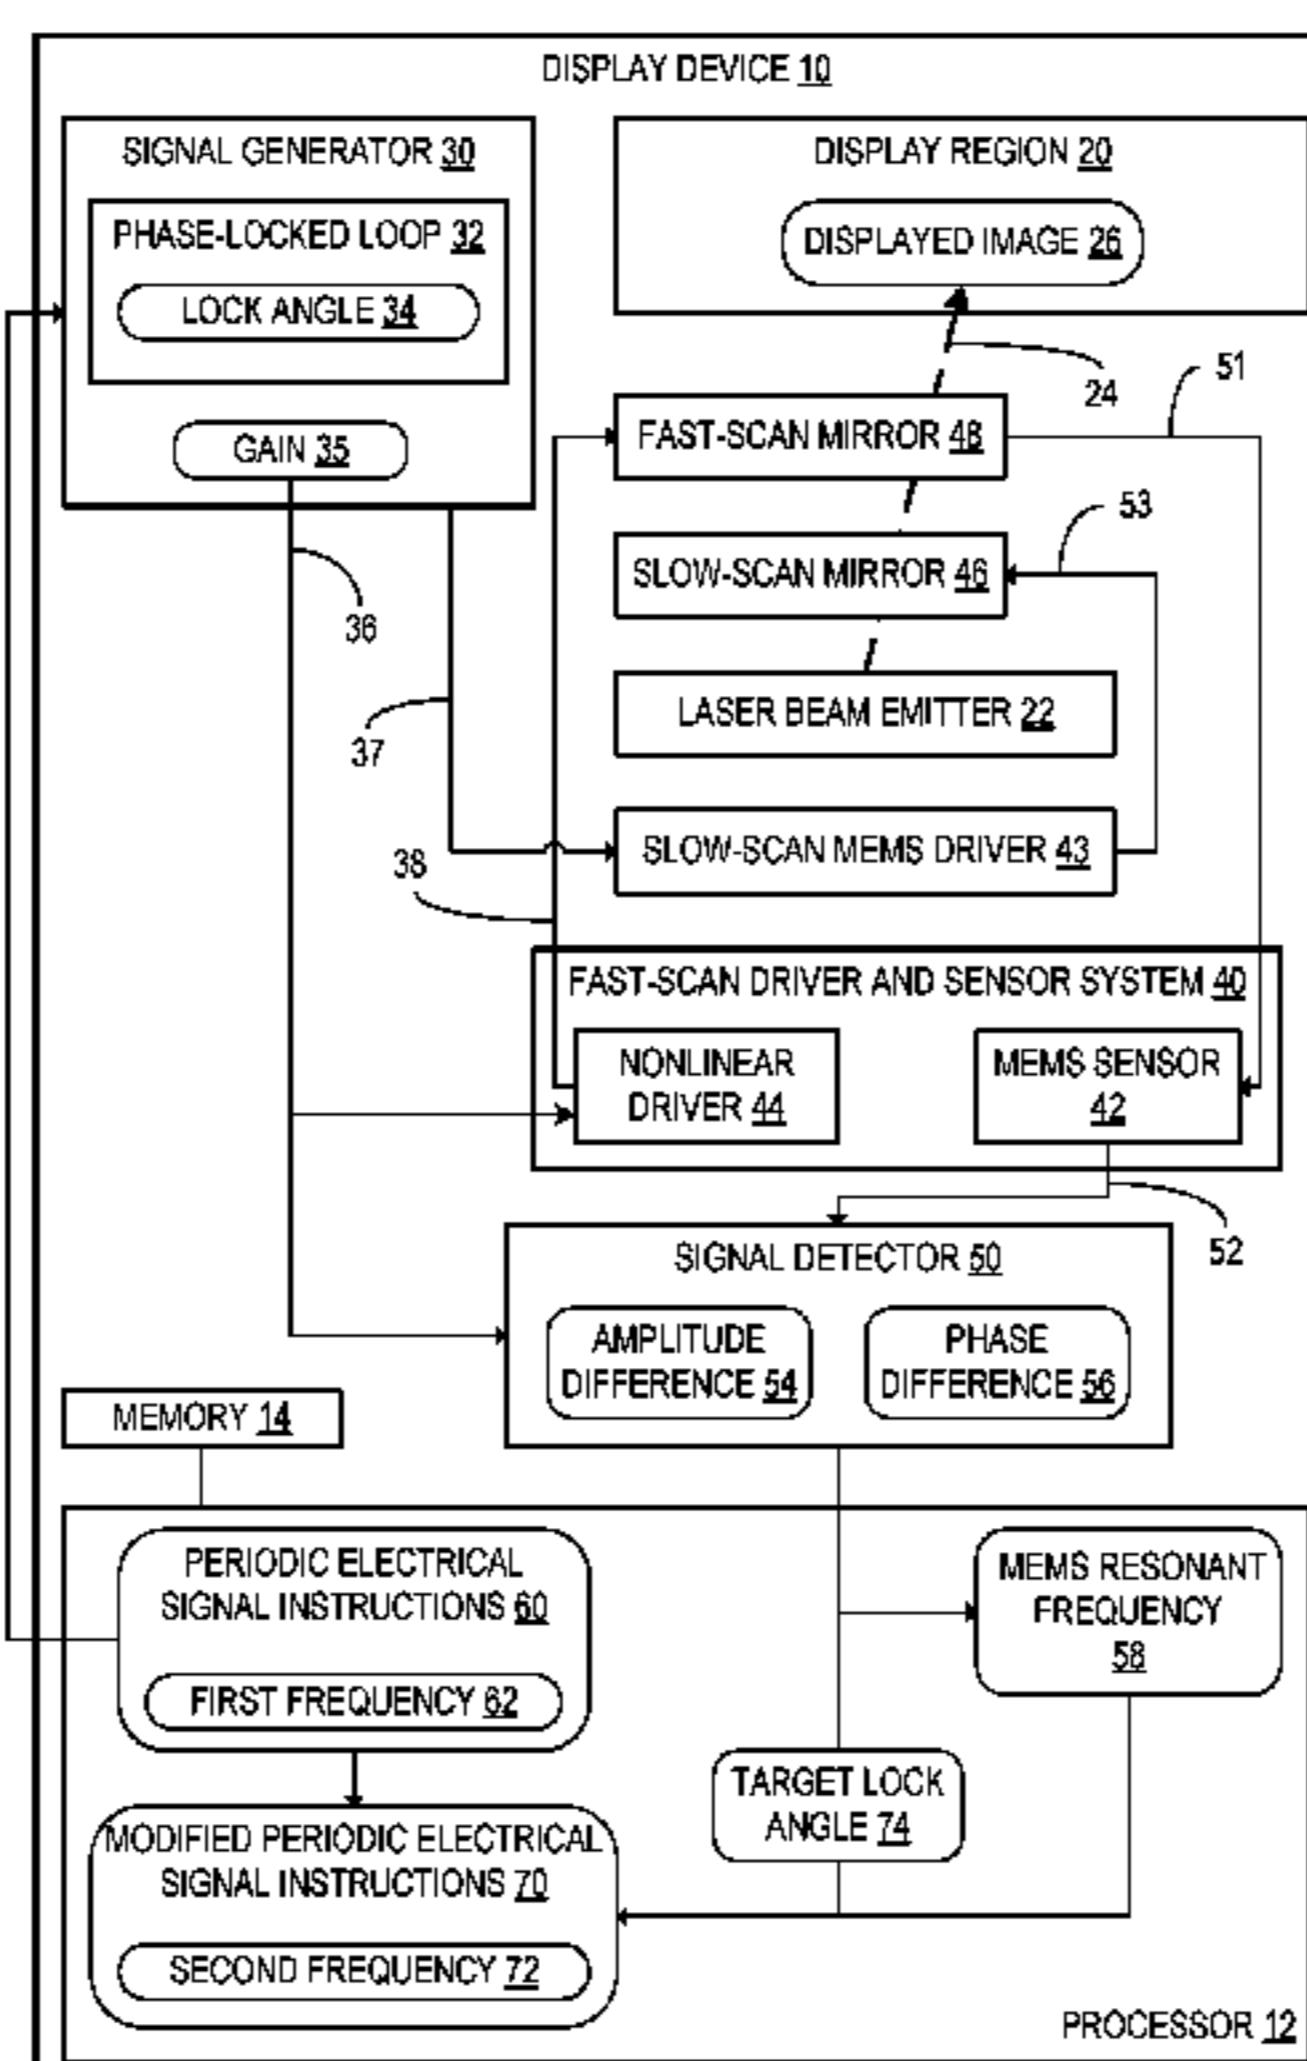 DISPLAY DEVICE 10
SIGNAL GENERATOR 30
PHASE-LOCKED LOOP 32
LOCK ANGLE 34
GAIN 35
DISPLAY REGION 20
DISPLAYED IMAGE 26
24
51
FAST-SCAN MIRROR 48
53
SLOW-SCAN MIRROR 46
36
LASER BEAM EMITTER 22
37
SLOW-SCAN MEMS DRIVER 43
38
FAST-SCAN DRIVER AND SENSOR SYSTEM 40
NONLINEAR
DRIVER 44
MEMS SENSOR
42
52
SIGNAL DETECTOR 50
AMPLITUDE
DIFFERENCE 54
PHASE
DIFFERENCE 56
MEMORY 14
PERIODIC ELECTRICAL
SIGNAL INSTRUCTIONS 60
FIRST FREQUENCY 62
MEMS RESONANT
FREQUENCY
58
TARGET LOCK
ANGLE 74
MODIFIED PERIODIC ELECTRICAL
SIGNAL INSTRUCTIONS 70
SECOND FREQUENCY 72
PROCESSOR 12